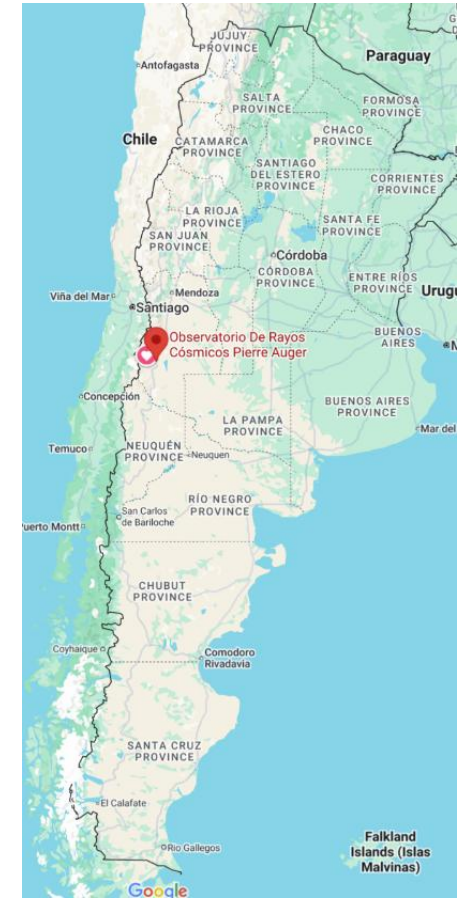 JUJUY
PROVINCE
Antofagasta
Paraguay
SALTA
PROVINCE
FORMOSA
PROVINCE
Chile
CATAMARCA
PROVINCE
CHACO
PROVINCE
SANTIAGO
DEL ESTERO
PROVINCE
CORRIENTES
PROVINCE
LA RIOJA
PROVINCE
SANTA FE
PROVINCE
SAN JUAN
PROVINCE
Córdoba
CÓRDOBA
PROVINCE
ENTRE RÍOS
PROVINCE
Viña del Mar
Mendoza
Santiago
Urugu
Observatorio De Rayos
Cósmicos Pierre Auger
BUENOS
AIRES
Concepción
BUENOS AIRES
PROVINCE
LA PAMPA
PROVINCE
Mar del
Temuco
NEUQUÉN
PROVINCE
Neuquen
RÍO NEGRO
PROVINCE
San Carlos
de Bariloche
uerto Montt
CHUBUT
PROVINCE
Coyhaique
Comodoro
Rivadavia
SANTA CRUZ
PROVINCE
El Calafate
Río Gallegos
Falkland
Islands (Islas
Malvinas)
Google